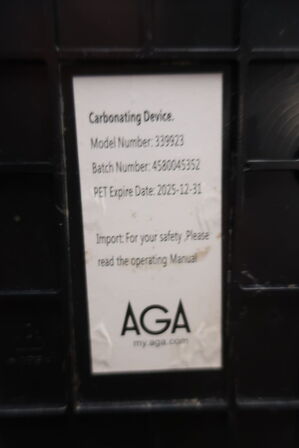 Carbonating Device.
Model Number: 339923
Batch Number: 4580045352
PET Expire Date: 2025-12-31
Import: For your safety .Please
read the operating Manual
AGA
my.aga.com